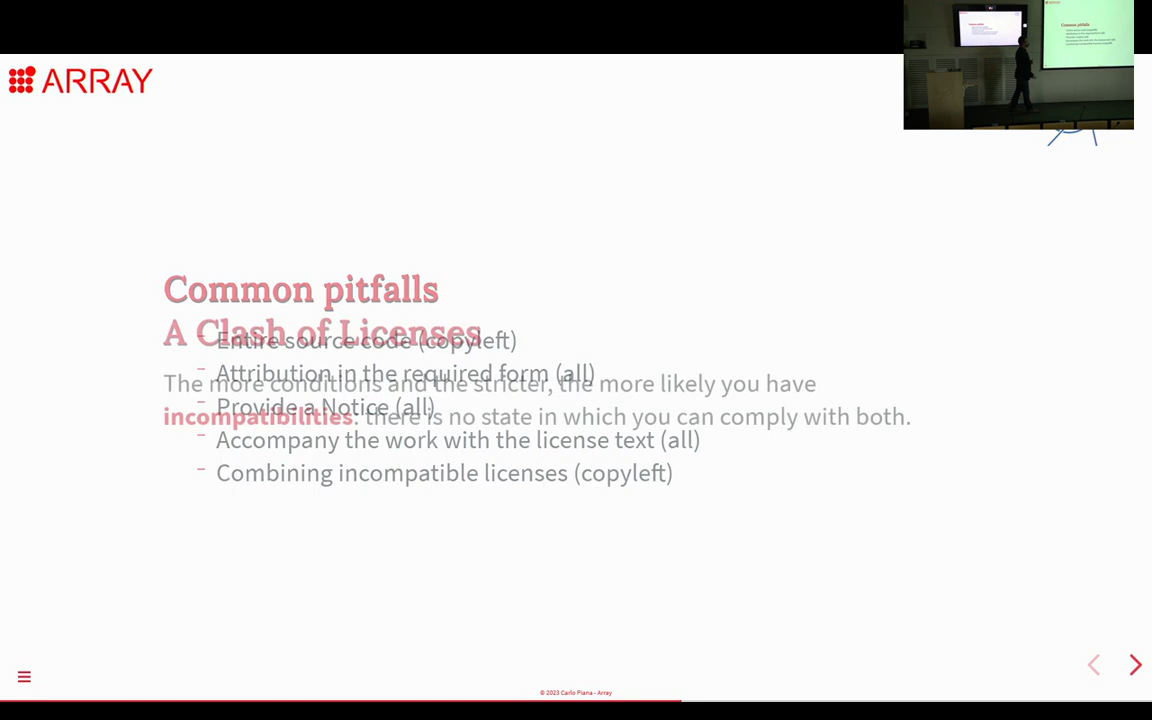 ARRAY
Common pitfalls
- Entire source code (copyleft)
- Attribution in the required form (all)
- Provide a Notice (all)
- Accompany the work with the license text (all)
- Combining incompatible licenses (copyleft)
A Clash of Licenses
The more conditions and the stricter, the more likely you have
incompatibilities: there is no state in which you can comply with both.
© 2023 Carlo Piana - Array
Common pitfalls